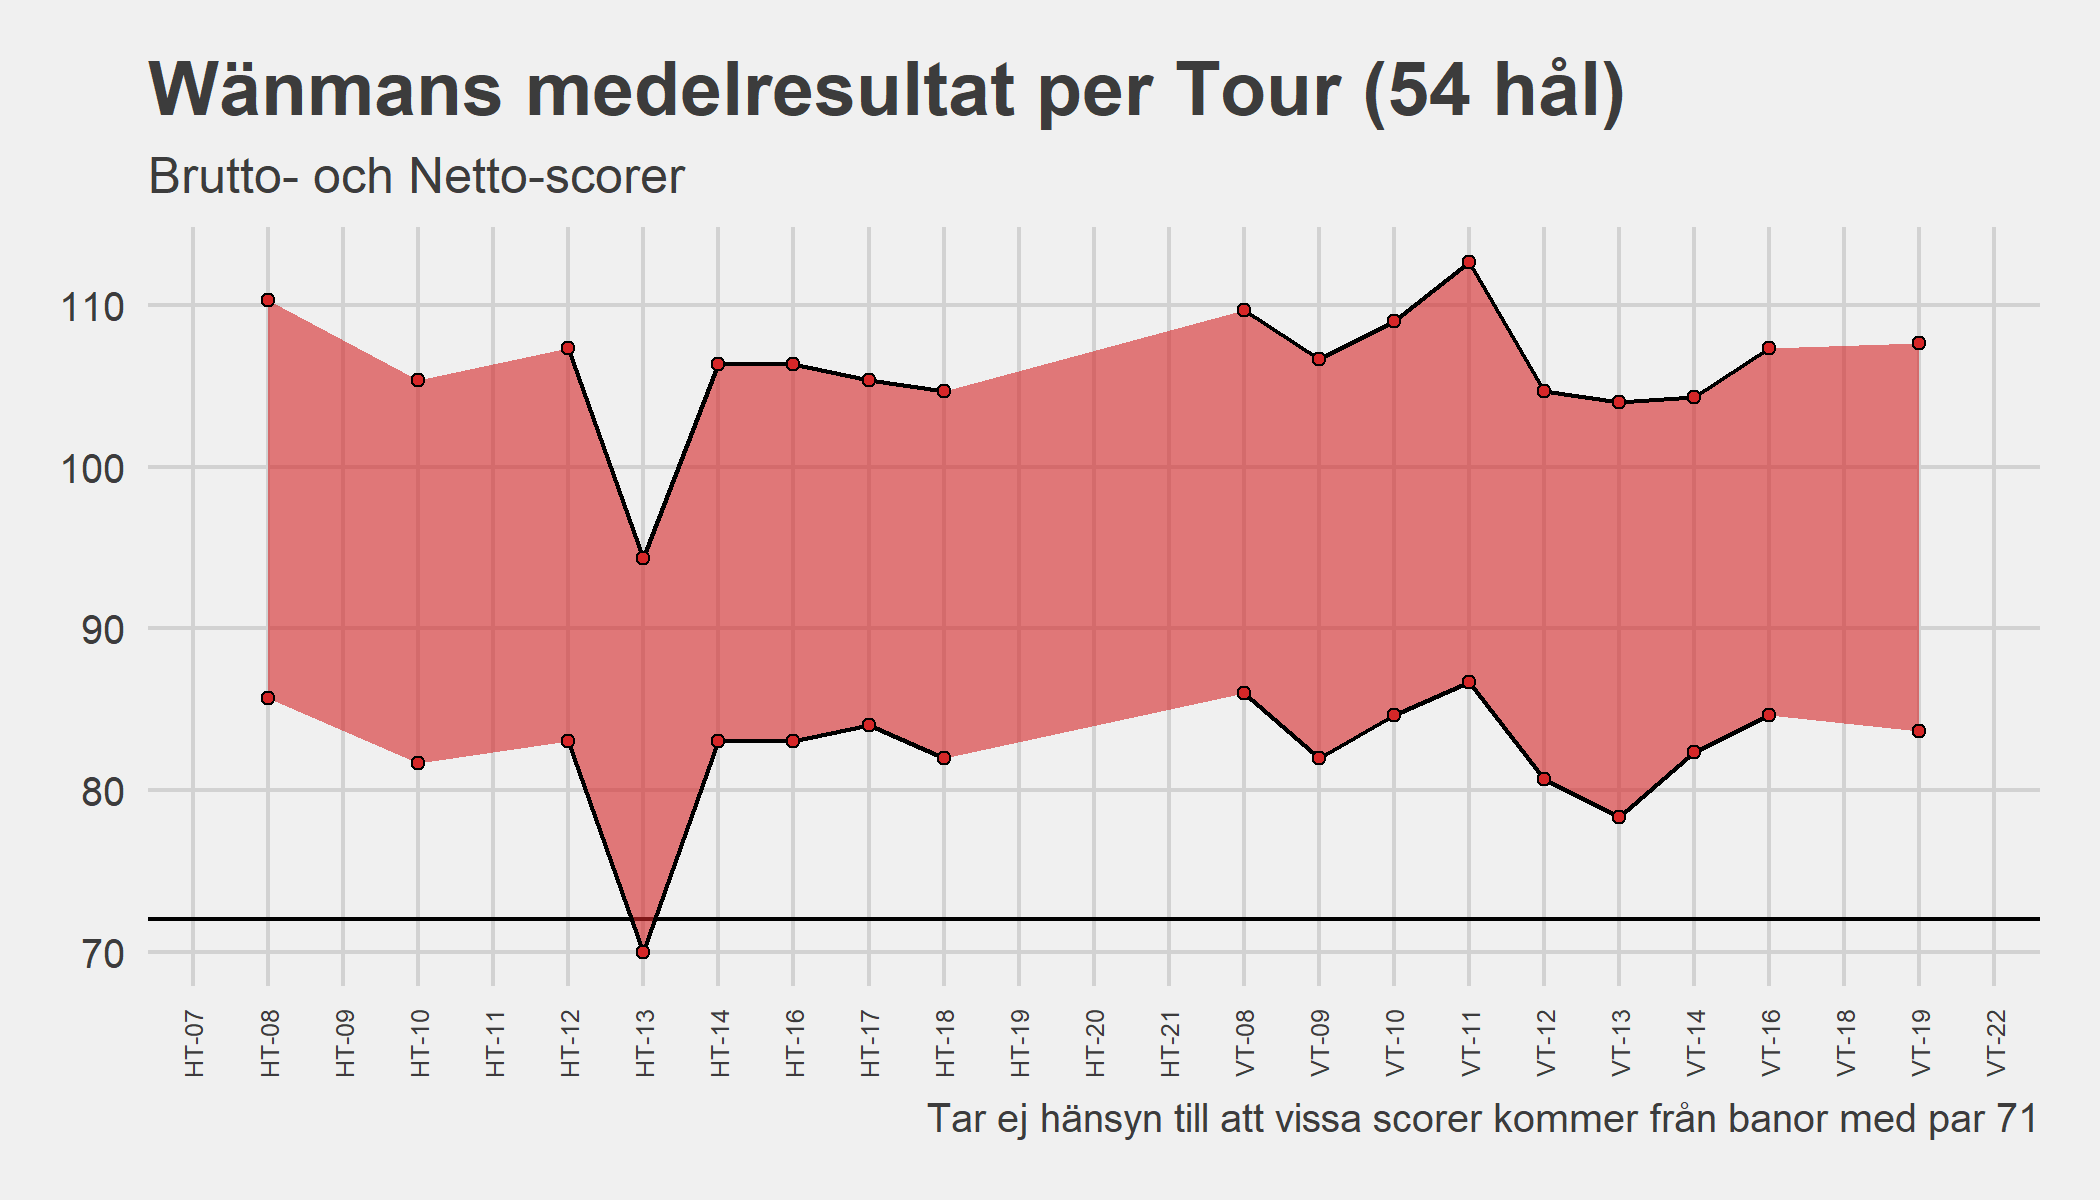 Wänmans medelresultat per Tour (54 hål)
Brutto- och Netto-scorer
110
100
90
80
70
HT-07
HT-08
HT-09
HT-10
HT-11
HT-12
HT-13
HT-14
HT-16
HT-17
HT-18
HT-19
HT-20
HT-21
VT-08
VT-09
VT-10
VT-11
VT-12
VT-13
VT-14
VT-16
VT-18
VT-19
VT-22
Tar ej hänsyn till att vissa scorer kommer från banor med par 71